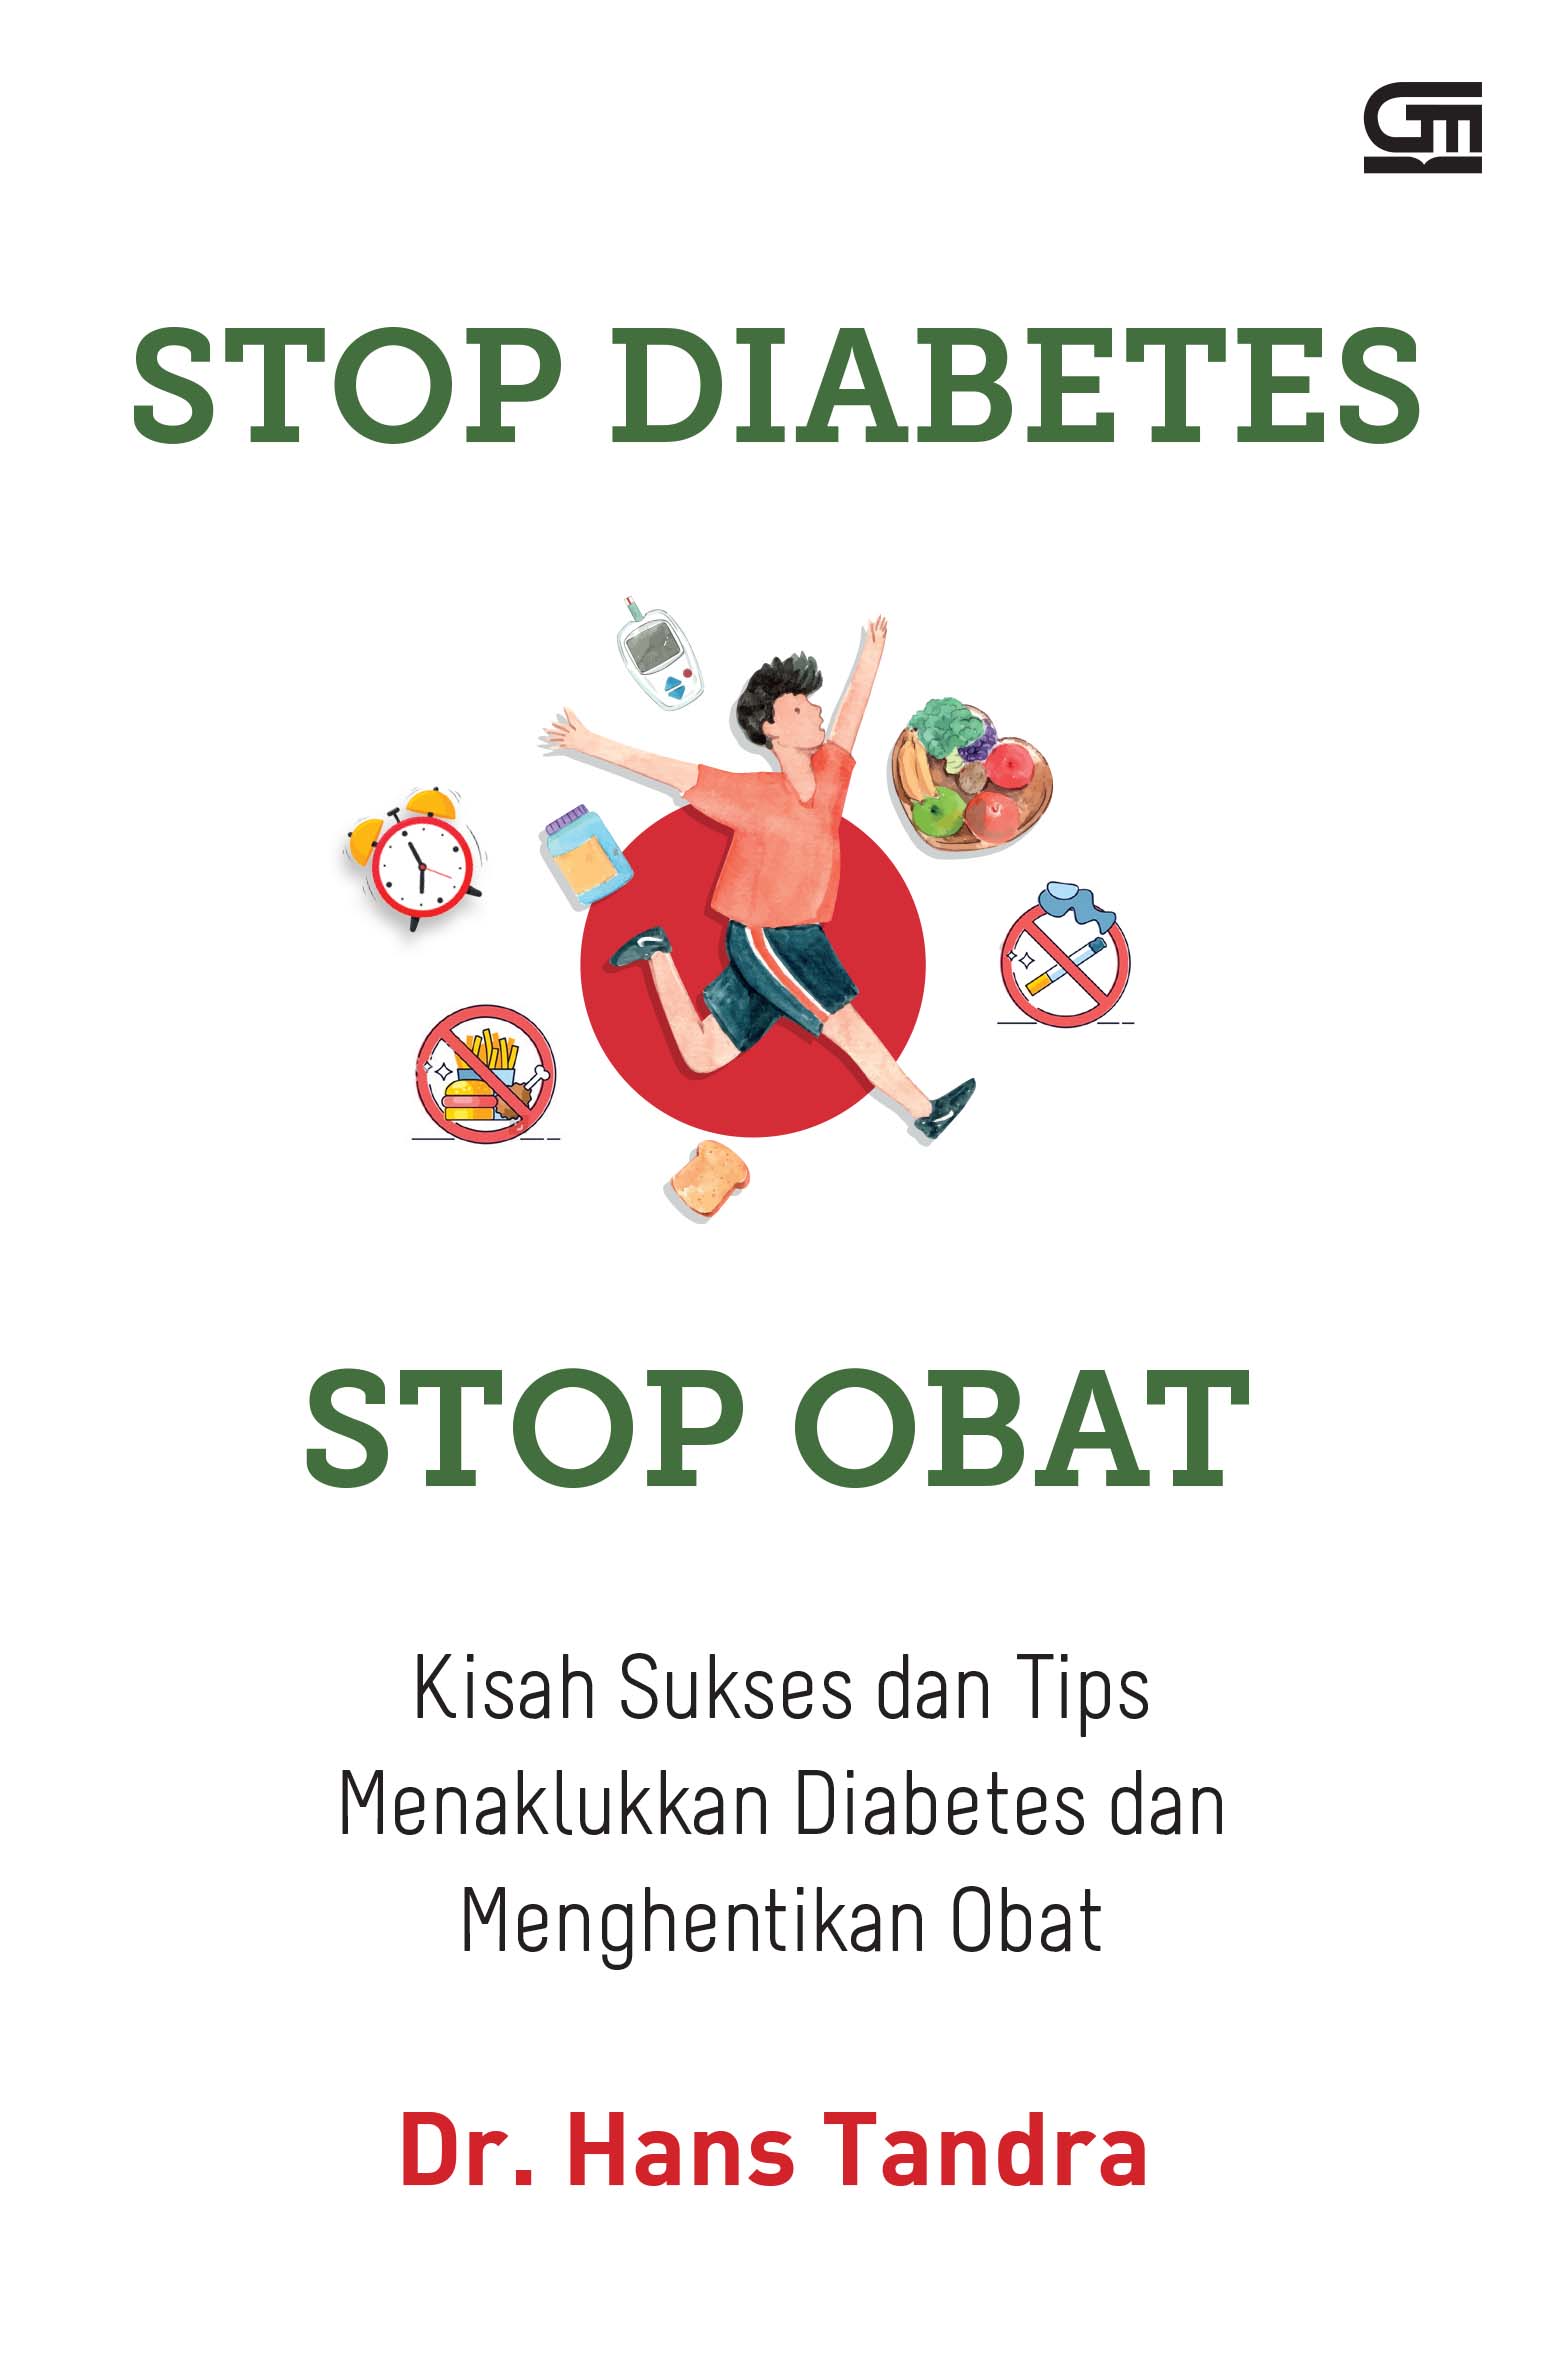 STOP DIABETES
STOP OBAT
Kisah Sukses dan Tips
Menaklukkan Diabetes dan
Menghentikan Obat
Dr. Hans Tandra